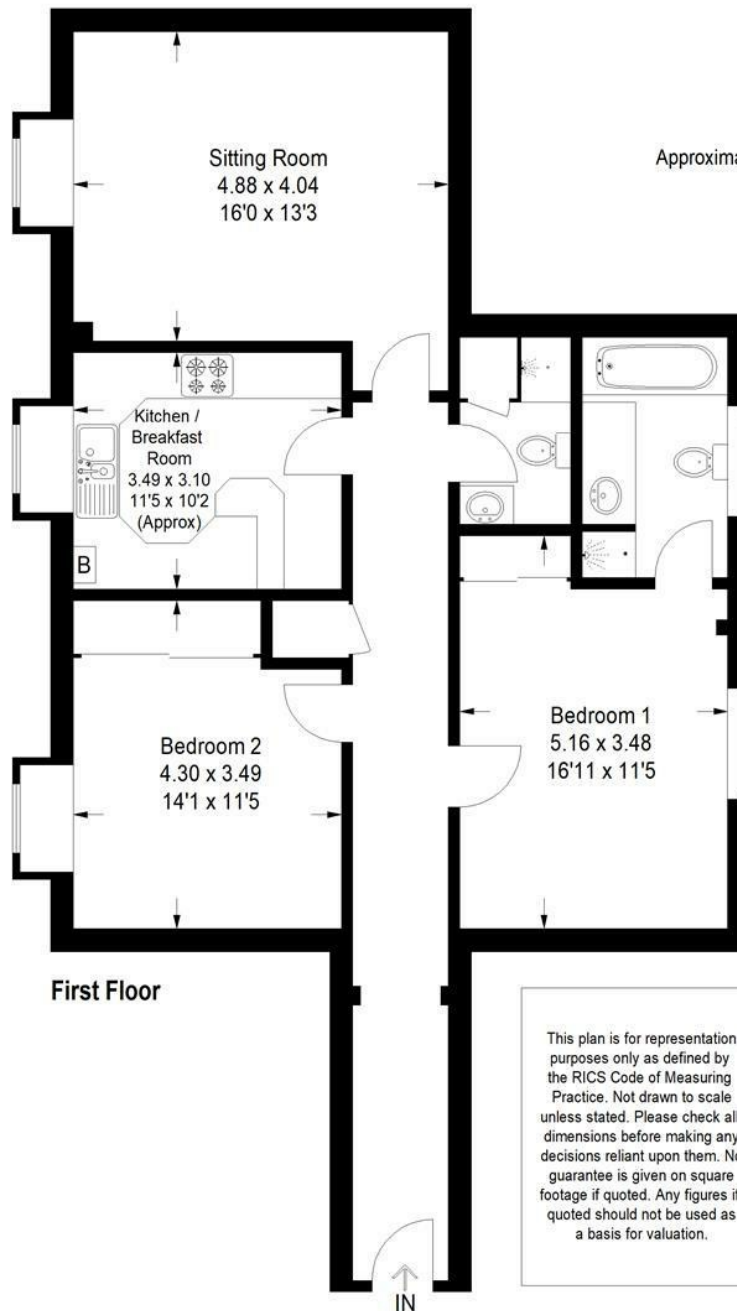 Sitting Room
4.88 x 4.04
16'0 x 13'3
Kitchen /
Breakfast
Room
3.49 x 3.10
11'5 x 10'2
(Approx)
B
Bedroom 2
4.30 x 3.49
14'1 x 11'5
Bedroom 1
5.16 x 3.48
16'11 x 11'5
First Floor
This plan is for representation
purposes only as defined by
the RICS Code of Measuring
Practice. Not drawn to scale
unless stated. Please check all
dimensions before making any
decisions reliant upon them. No
guarantee is given on square
footage if quoted. Any figures if
quoted should not be used as
a basis for valuation.
IN